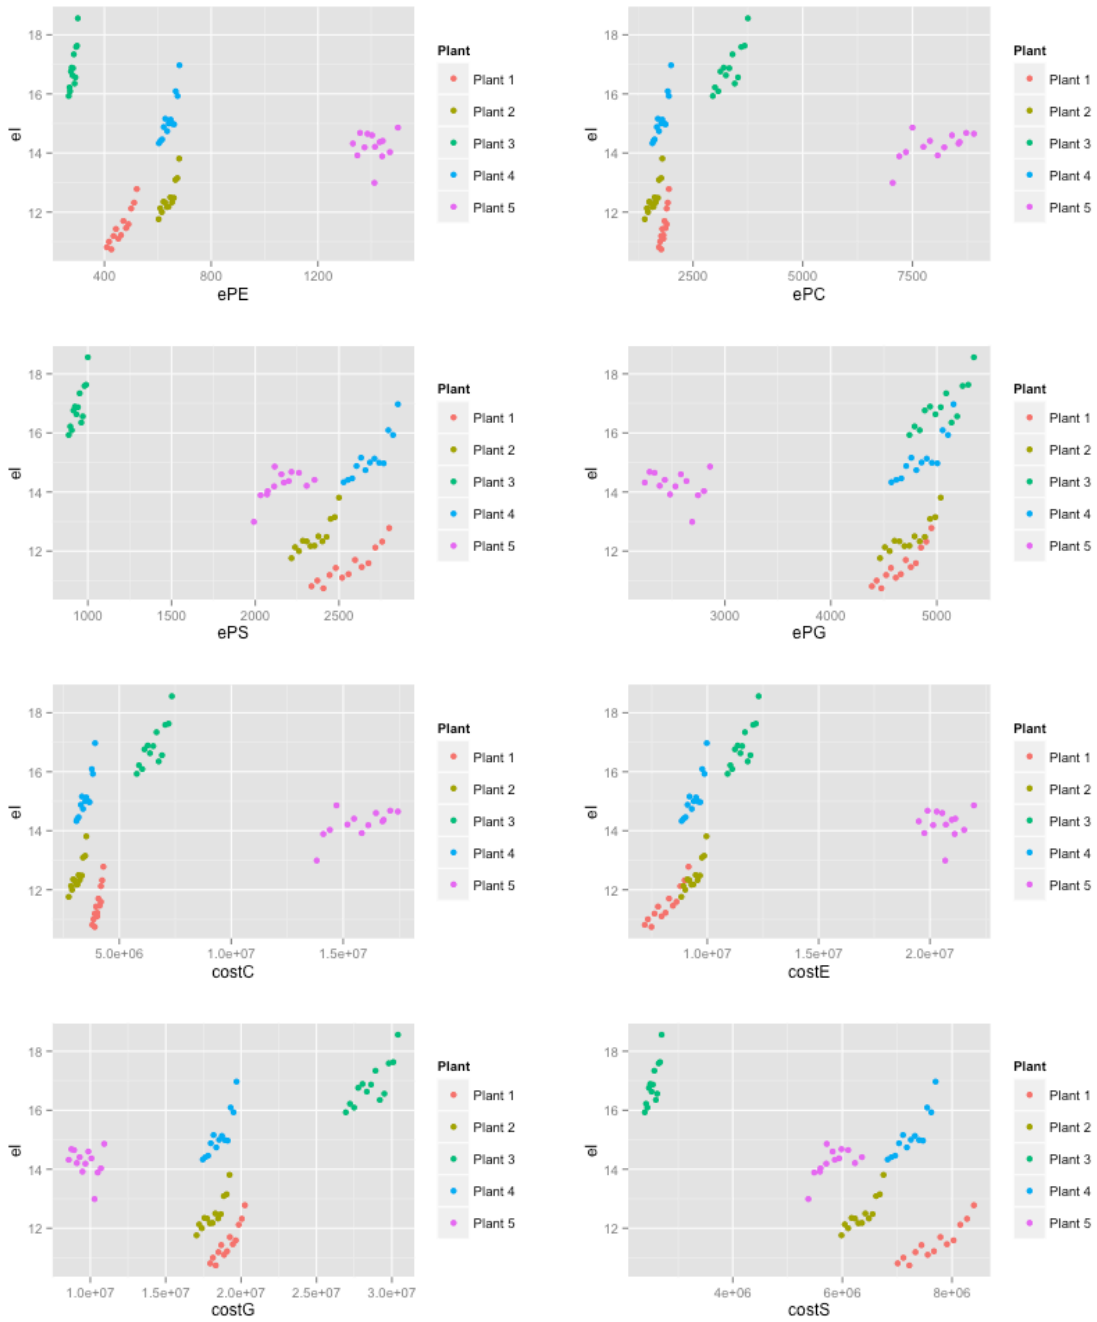 18
16
14
12
eI
400
800
1200
ePE
Plant
Plant 1
Plant 2
Plant 3
Plant 4
Plant 5
18
16
14
12
eI
2500
5000
7500
ePC
Plant
Plant 1
Plant 2
Plant 3
Plant 4
Plant 5
18
16
14
12
eI
1000
1500
2000
2500
ePS
Plant
Plant 1
Plant 2
Plant 3
Plant 4
Plant 5
18
16
14
12
eI
3000
4000
5000
ePG
Plant
Plant 1
Plant 2
Plant 3
Plant 4
Plant 5
18
16
14
12
eI
5.0e+06
1.0e+07
1.5e+07
costC
Plant
Plant 1
Plant 2
Plant 3
Plant 4
Plant 5
18
16
14
12
eI
1.0e+07
1.5e+07
2.0e+07
costE
Plant
Plant 1
Plant 2
Plant 3
Plant 4
Plant 5
18
16
14
12
eI
1.0e+07
1.5e+07
2.0e+07
2.5e+07
3.0e+07
costG
Plant
Plant 1
Plant 2
Plant 3
Plant 4
Plant 5
18
16
14
12
eI
4e+06
6e+06
8e+06
costS
Plant
Plant 1
Plant 2
Plant 3
Plant 4
Plant 5